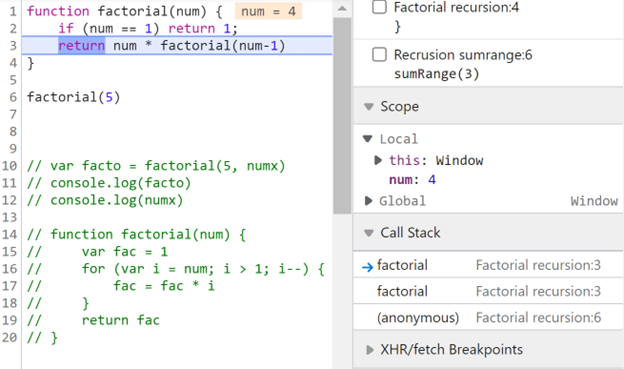 1 function factorial(num) { num = 4
2 if (num == 1) return 1;
3 return num * factorial(num-1)
4 }
5
6 factorial(5)
7
8
9
10 // var facto = factorial(5, numx)
11 // console.log(facto)
12 // console.log(numx)
13
14 // function factorial(num) {
15 // var fac = 1
16 // for (var i = num; i > 1; i--) {
17 // fac = fac * i
18 // }
19 // return fac
20 // }
Factorial recursion:4
}
Recrusion sumrange:6
sumRange(3)
Scope
Local
this: Window
num: 4
Global Window
Call Stack
factorial Factorial recursion:3
factorial Factorial recursion:3
(anonymous) Factorial recursion:6
XHR/fetch Breakpoints